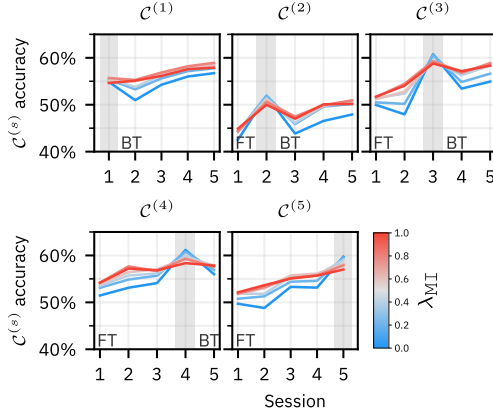 𝒞⁽¹⁾ 𝒞⁽²⁾ 𝒞⁽³⁾
𝒞⁽ˢ⁾ accuracy
60%
50%
40%
BT
FT BT
FT
1 2 3 4 5
1 2 3 4 5
1 2 3 4 5
𝒞⁽⁴⁾ 𝒞⁽⁵⁾
𝒞⁽ˢ⁾ accuracy
60%
50%
40%
FT BT
FT
1 2 3 4 5
1 2 3 4 5
Session
1.0
0.8
0.6
0.4
0.2
0.0
λMI